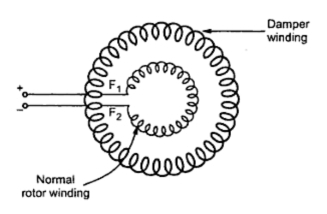 Damper
winding
+
F1
−
F2
Normal
rotor winding